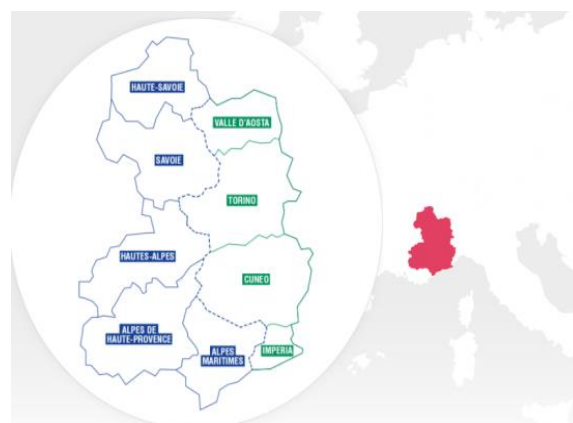 HAUTE-SAVOIE
VALLE D'AOSTA
SAVOIE
TORINO
HAUTES-ALPES
CUNEO
ALPES DE
HAUTE-PROVENCE
ALPES
MARITIMES
IMPERIA